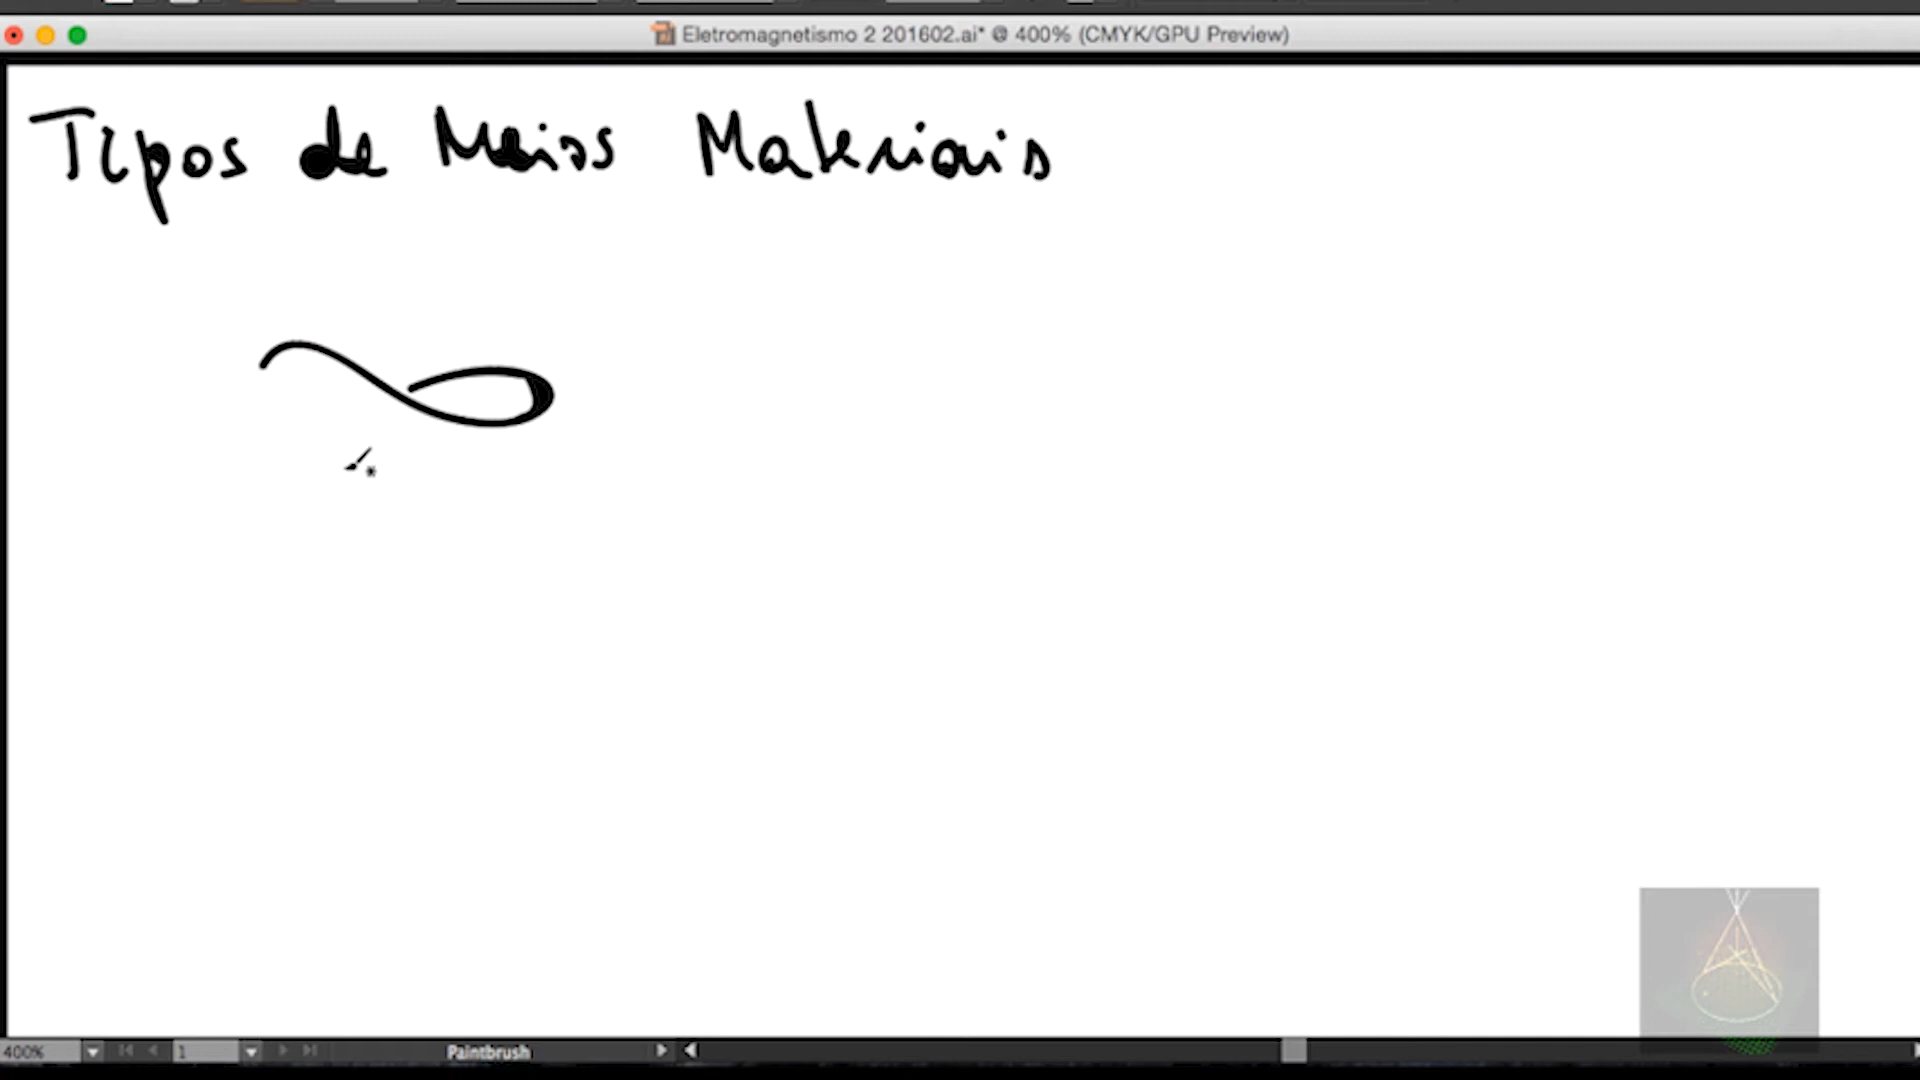 Eletromagnetismo 2 201602.ai* @ 400% (CMYK/GPU Preview)
Tipos de Meios Materiais
400%
1
Paintbrush